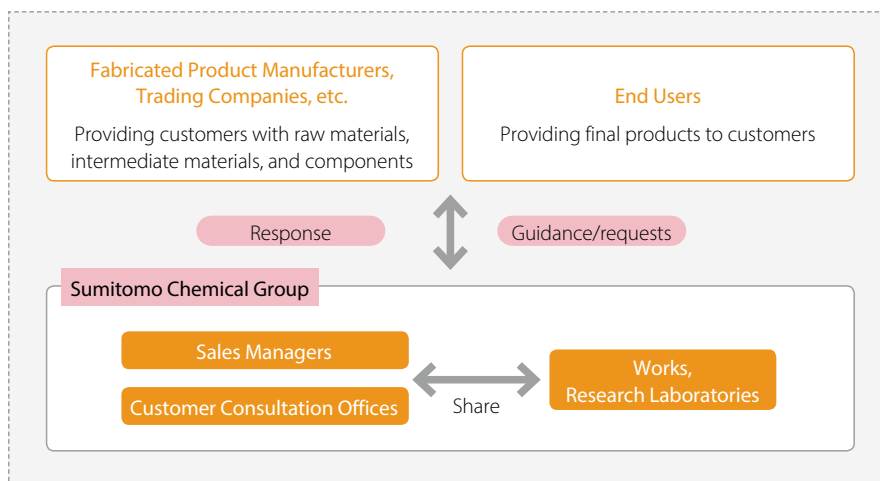 Fabricated Product Manufacturers,
Trading Companies, etc.
Providing customers with raw materials,
intermediate materials, and components
End Users
Providing final products to customers
Response
Guidance/requests
Sumitomo Chemical Group
Sales Managers
Customer Consultation Offices
Share
Works,
Research Laboratories